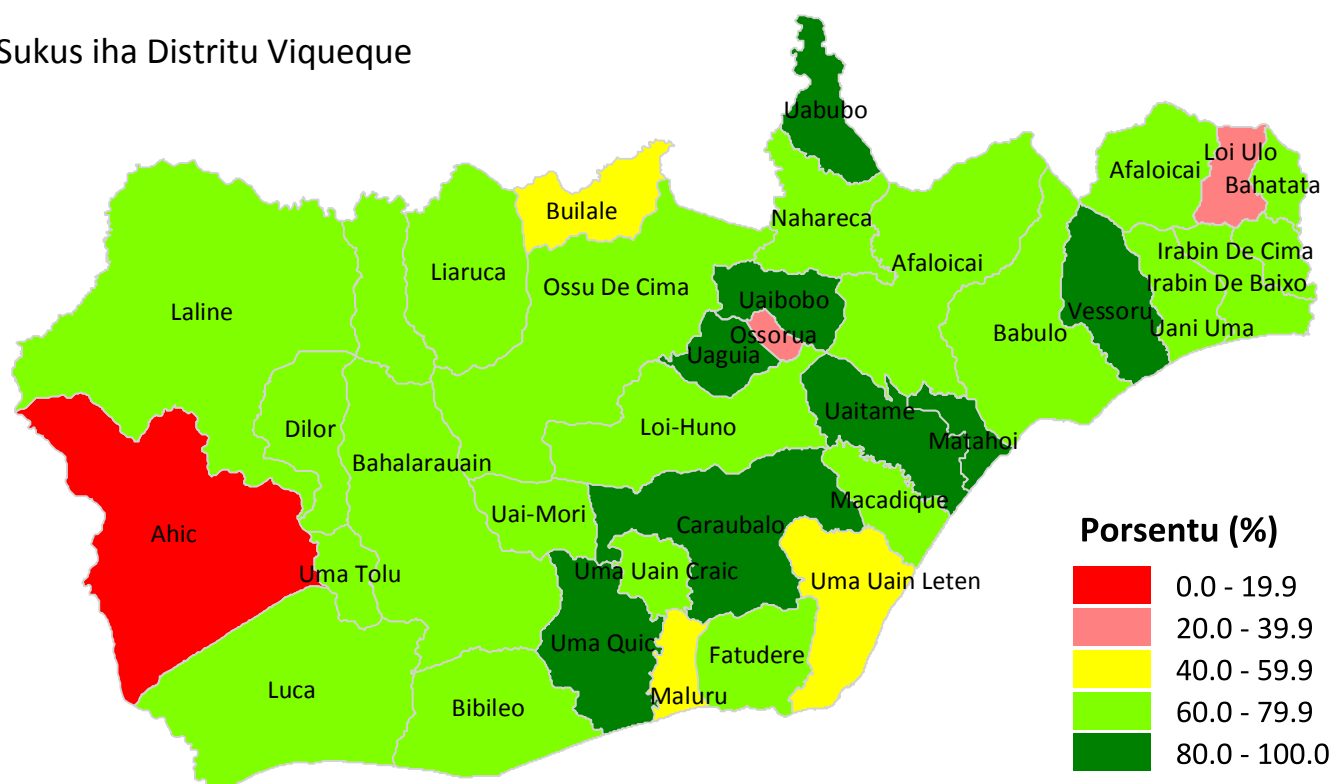 Sukus iha Distritu Viqueque
Uabubo
Loi Ulo
Afaloicai
Bahatata
Builale
Nahareca
Irabin De Cima
Liaruca
Afaloicai
Ossu De Cima
Irabin De Baixo
Uaibobo
Laline
Vessoru
Uani Uma
Ossorua
Babulo
Uaguia
Uaitame
Dilor
Loi-Huno
Matahoi
Bahalarauain
Macadique
Uai-Mori
Caraubalo
Ahic
Uma Tolu
Uma Uain Craic
Uma Uain Leten
Uma Quic
Fatudere
Luca
Maluru
Bibileo
Porsentu (%)
0.0 - 19.9
20.0 - 39.9
40.0 - 59.9
60.0 - 79.9
80.0 - 100.0